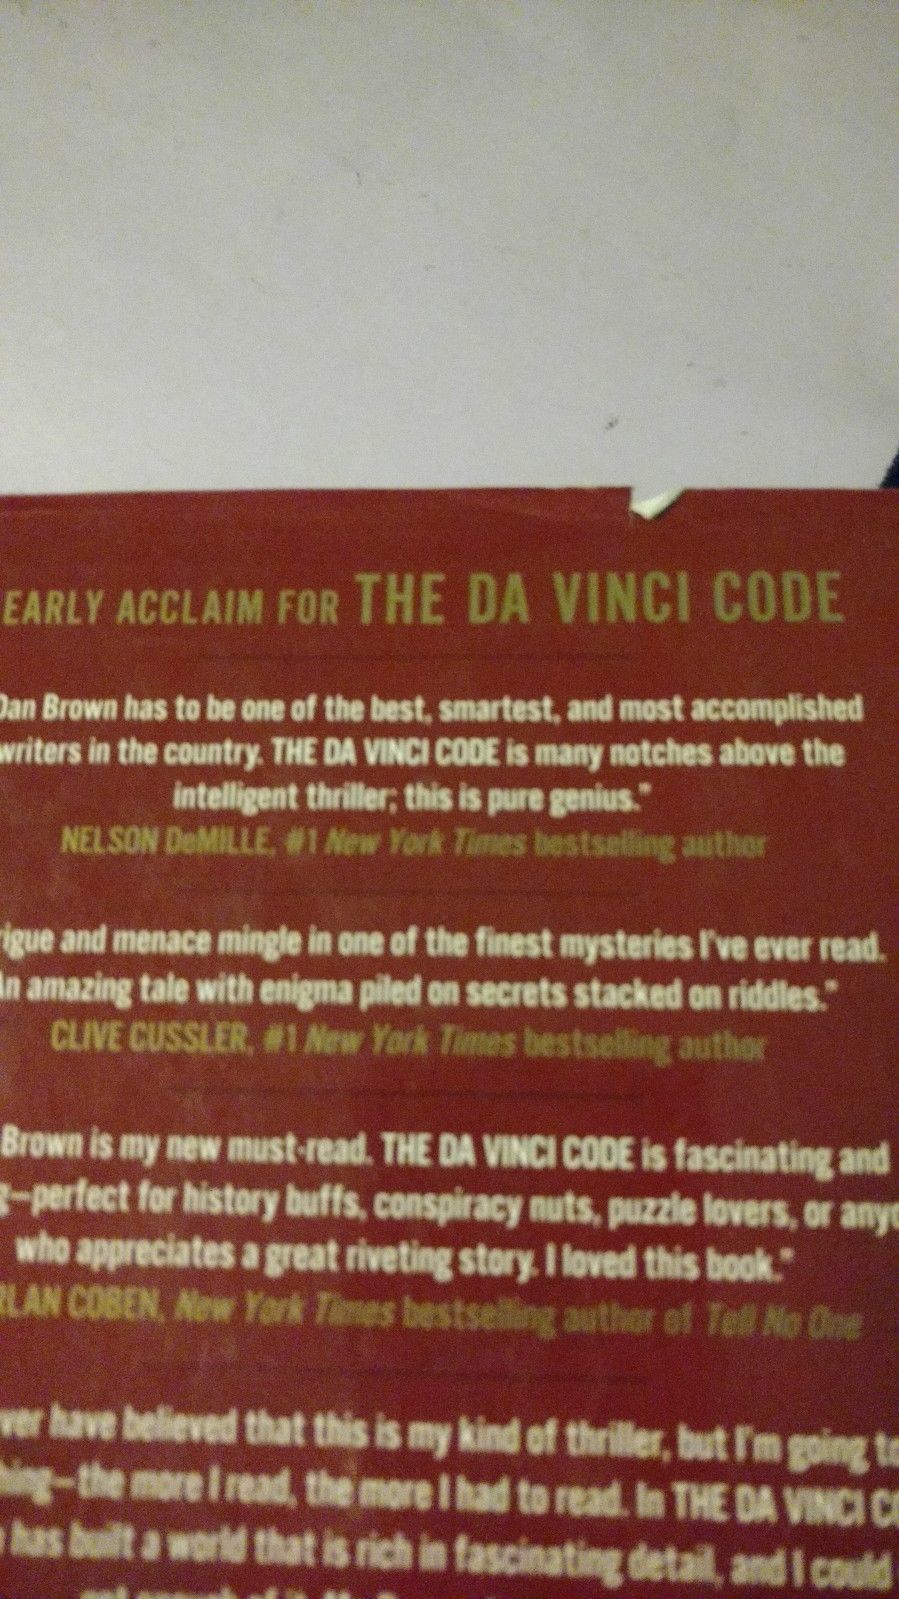 EARLY ACCLAIM FOR THE DA VINCI CODE
Dan Brown has to be one of the best, smartest, and most accomplished
writers in the country. THE DA VINCI CODE is many notches above the
intelligent thriller; this is pure genius."
NELSON DeMILLE, #1 New York Times bestselling author
rigue and menace mingle in one of the finest mysteries I've ever read.
An amazing tale with enigma piled on secrets stacked on riddles."
CLIVE CUSSLER, #1 New York Times bestselling author
Brown is my new must-read. THE DA VINCI CODE is fascinating and
g—perfect for history buffs, conspiracy nuts, puzzle lovers, or anyo
who appreciates a great riveting story. I loved this book."
RLAN COBEN, New York Times bestselling author of Tell No One
ver have believed that this is my kind of thriller, but I'm going to
hing—the more I read, the more I had to read. In THE DA VINCI CO
has built a world that is rich in fascinating detail, and I could